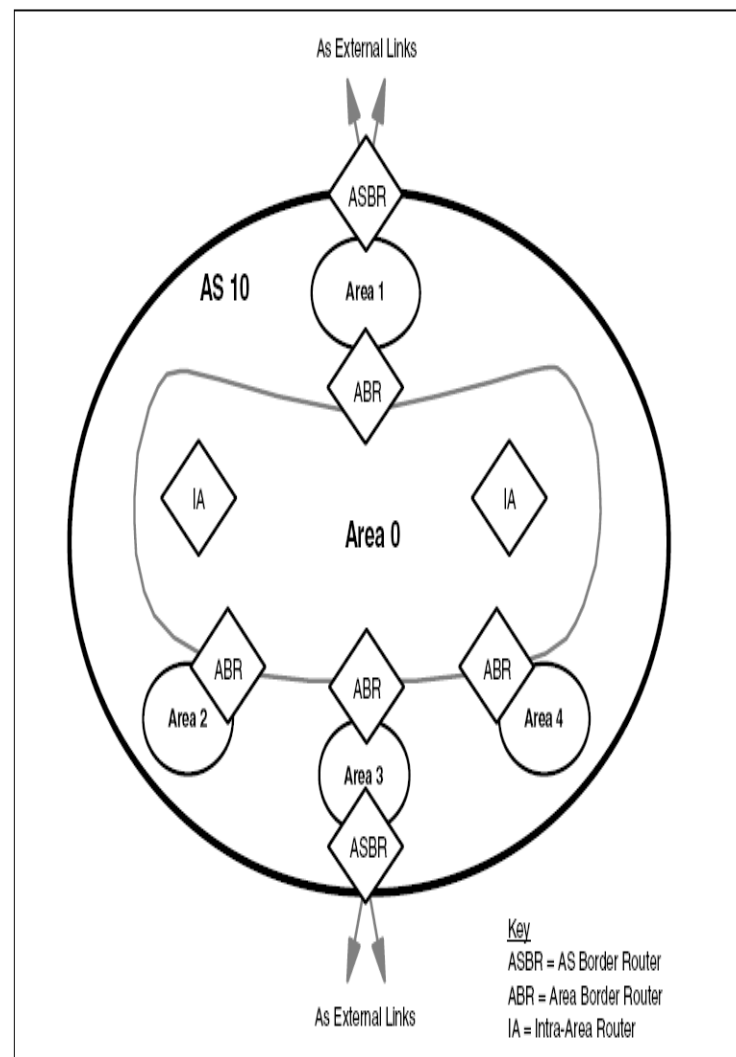 As External Links
ASBR
AS 10
Area 1
ABR
IA
IA
Area 0
ABR
ABR
ABR
Area 2
Area 4
Area 3
ASBR
Key
ASBR = AS Border Router
ABR = Area Border Router
IA = Intra-Area Router
As External Links